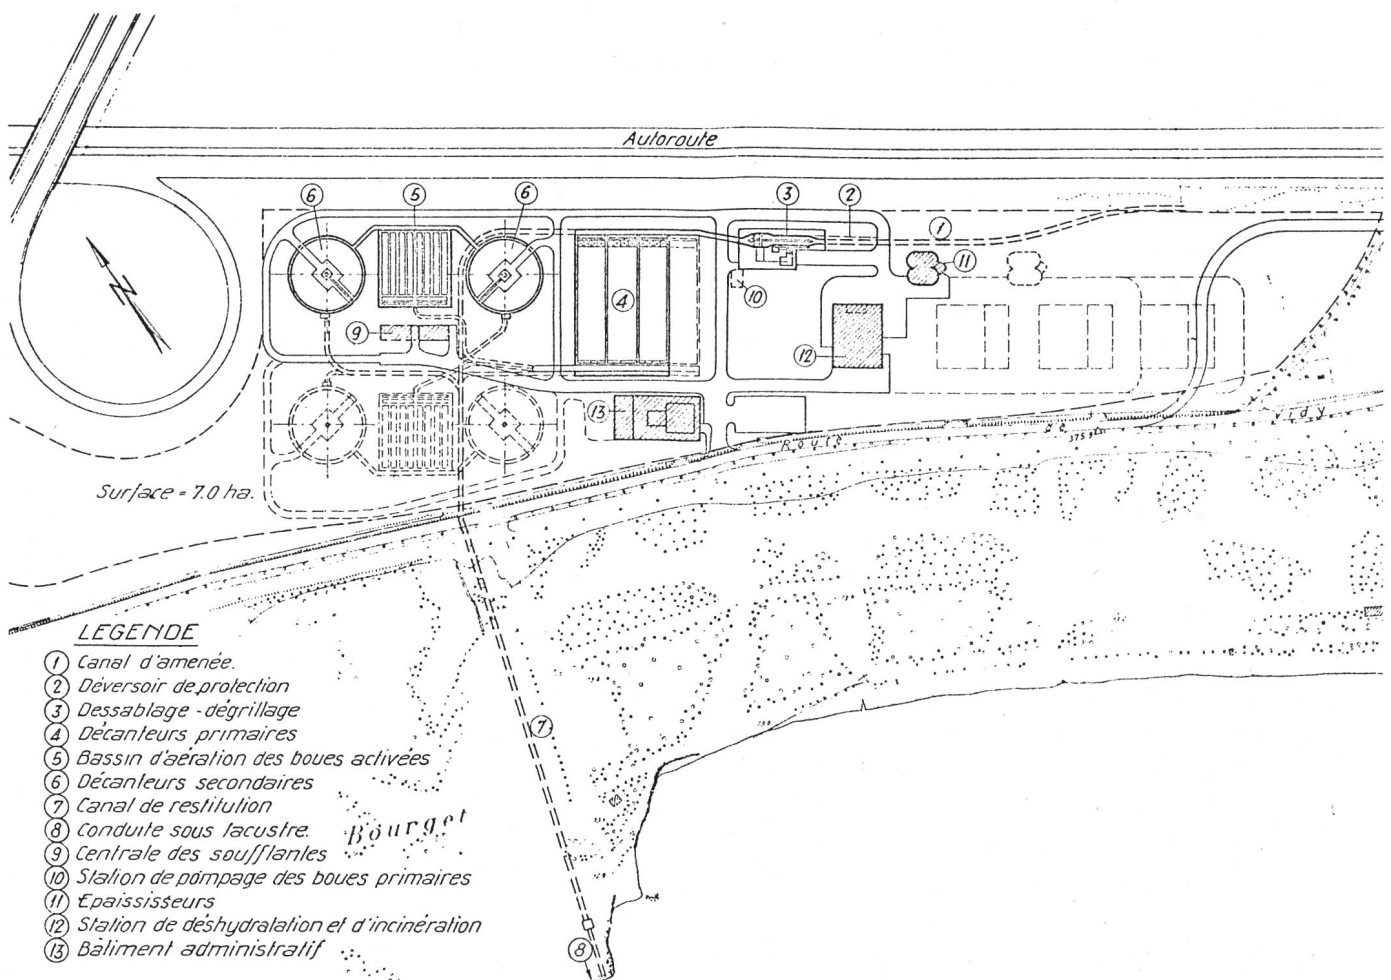 Autoroute
6
5
6
3
2
1
11
10
4
9
12
13
Route de Vidy
375
Surface = 7.0 ha.
LEGENDE
1 Canal d'amenée.
2 Déversoir de protection
3 Dessablage - dégrillage
4 Décanteurs primaires
5 Bassin d'aération des boues activées
6 Décanteurs secondaires
7 Canal de restitution
8 Conduite sous lacustre.
9 Centrale des soufflantes
10 Station de pompage des boues primaires
11 Epaississeurs
12 Station de déshydratation et d'incinération
13 Bâtiment administratif
7
Bourget
8